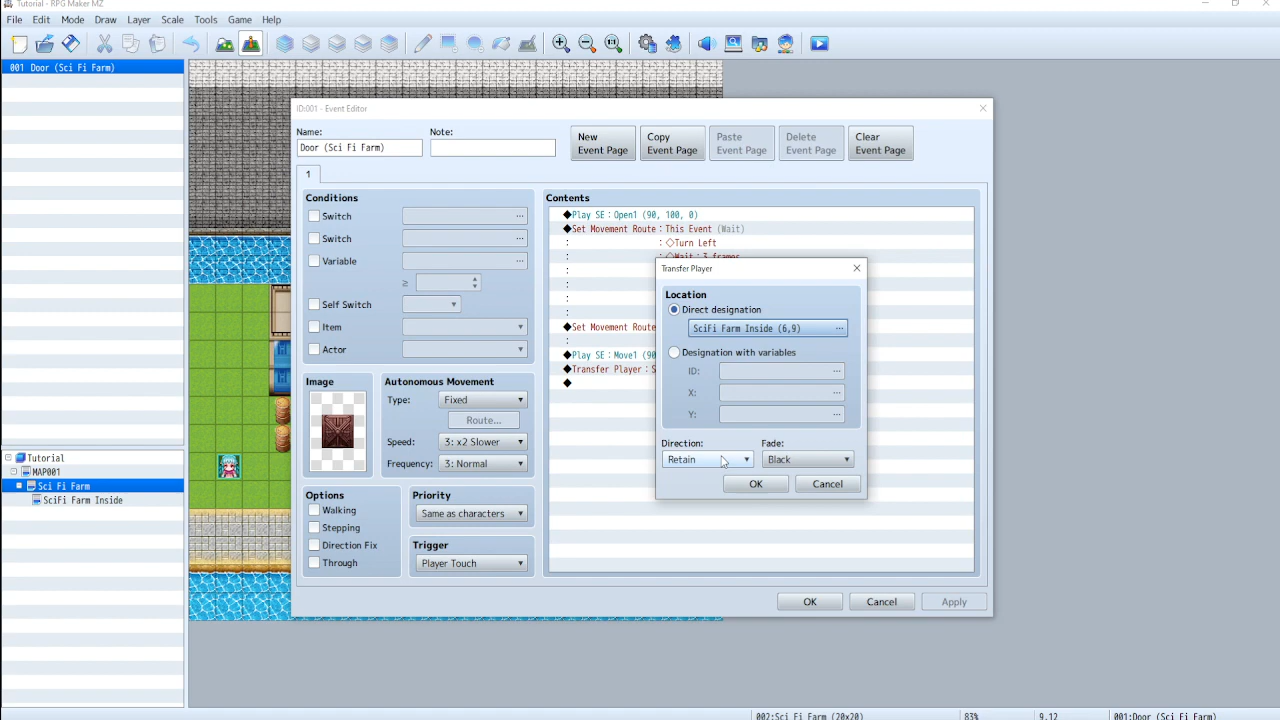 Tutorial - RPG Maker MZ
File Edit Mode Draw Layer Scale Tools Game Help
001 Door (Sci Fi Farm)
ID:001 - Event Editor
Name: Note:
Door (Sci Fi Farm)
New Event Page
Copy Event Page
Paste Event Page
Delete Event Page
Clear Event Page
1
Conditions
Switch ...
Switch ...
Variable ...
≥
Self Switch
Item
Actor
Image
Autonomous Movement
Type: Fixed
Route...
Speed: 3: x2 Slower
Frequency: 3: Normal
Options
Walking
Stepping
Direction Fix
Through
Priority
Same as characters
Trigger
Player Touch
Contents
◆Play SE : Open1 (90, 100, 0)
◆Set Movement Route : This Event (Wait)
: : ◇Turn Left
: : ◇Wait : 3 frames
:
:
:
:
◆Set Movement Route
:
◆Play SE : Move1 (90
◆Transfer Player : S
◆
Transfer Player
Location
Direct designation
SciFi Farm Inside (6,9) ...
Designation with variables
ID: ...
X: ...
Y: ...
Direction: Fade:
Retain Black
OK Cancel
OK Cancel Apply
Tutorial
MAP001
Sci Fi Farm
SciFi Farm Inside
002:Sci Fi Farm (20x20) 83% 9,12 001:Door (Sci Fi Farm)